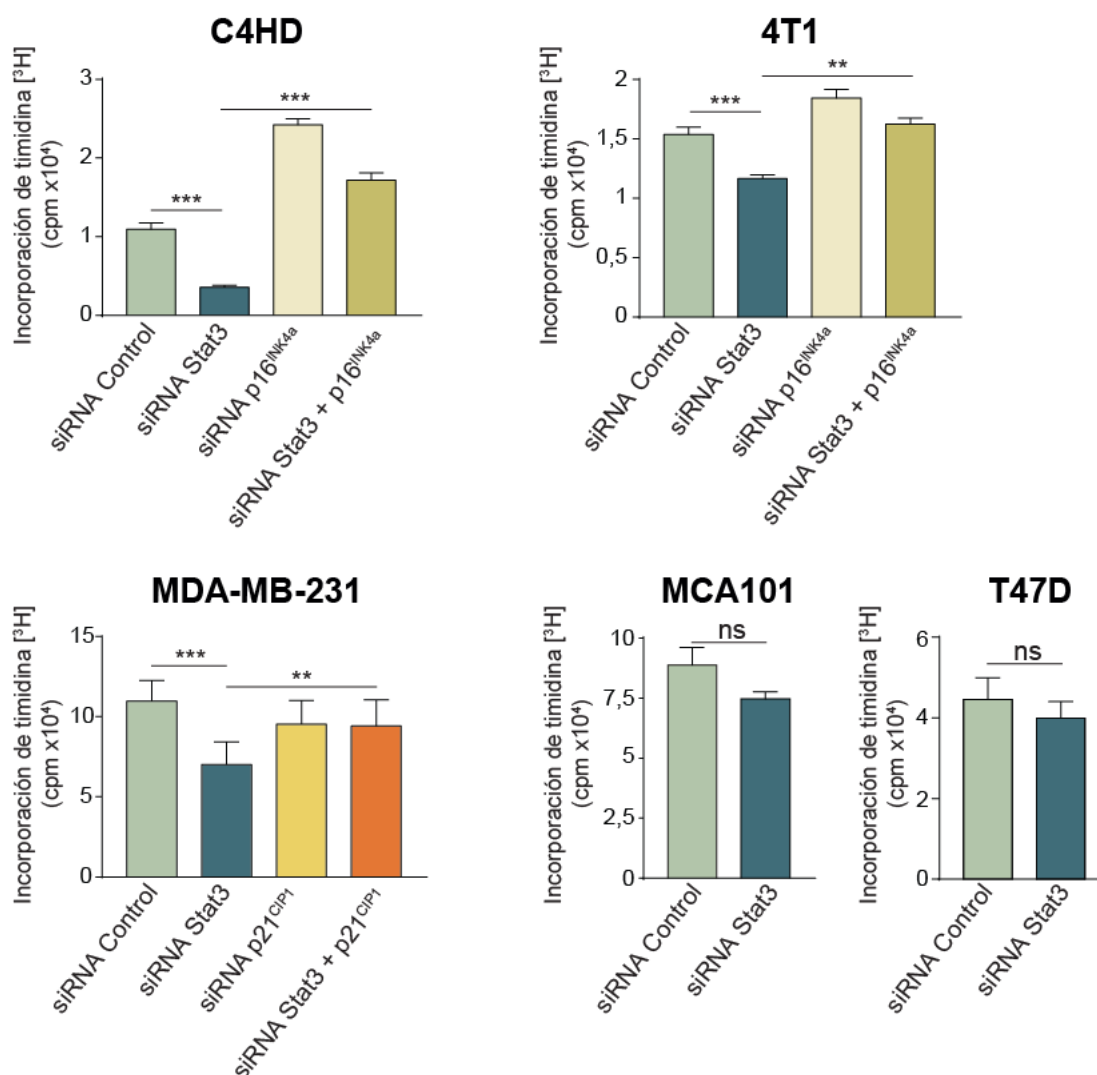 C4HD
Incorporación de timidina [³H]
(cpm x10⁴)
3
2
1
0
***
***
siRNA Control
siRNA Stat3
siRNA p16ᴵᴺᴷ⁴ᵃ
siRNA Stat3 + p16ᴵᴺᴷ⁴ᵃ
4T1
Incorporación de timidina [³H]
(cpm x10⁴)
2
1,5
1
0,5
0
**
***
siRNA Control
siRNA Stat3
siRNA p16ᴵᴺᴷ⁴ᵃ
siRNA Stat3 + p16ᴵᴺᴷ⁴ᵃ
MDA-MB-231
Incorporación de timidina [³H]
(cpm x10⁴)
15
10
5
0
***
**
siRNA Control
siRNA Stat3
siRNA p21ᶜᴵᴾ¹
siRNA Stat3 + p21ᶜᴵᴾ¹
MCA101
Incorporación de timidina [³H]
(cpm x10⁴)
10
7,5
5
2,5
0
ns
siRNA Control
siRNA Stat3
T47D
Incorporación de timidina [³H]
(cpm x10⁴)
6
4
2
0
ns
siRNA Control
siRNA Stat3